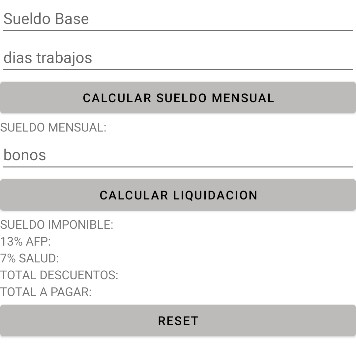 Sueldo Base
dias trabajos
CALCULAR SUELDO MENSUAL
SUELDO MENSUAL:
bonos
CALCULAR LIQUIDACION
SUELDO IMPONIBLE:
13% AFP:
7% SALUD:
TOTAL DESCUENTOS:
TOTAL A PAGAR:
RESET